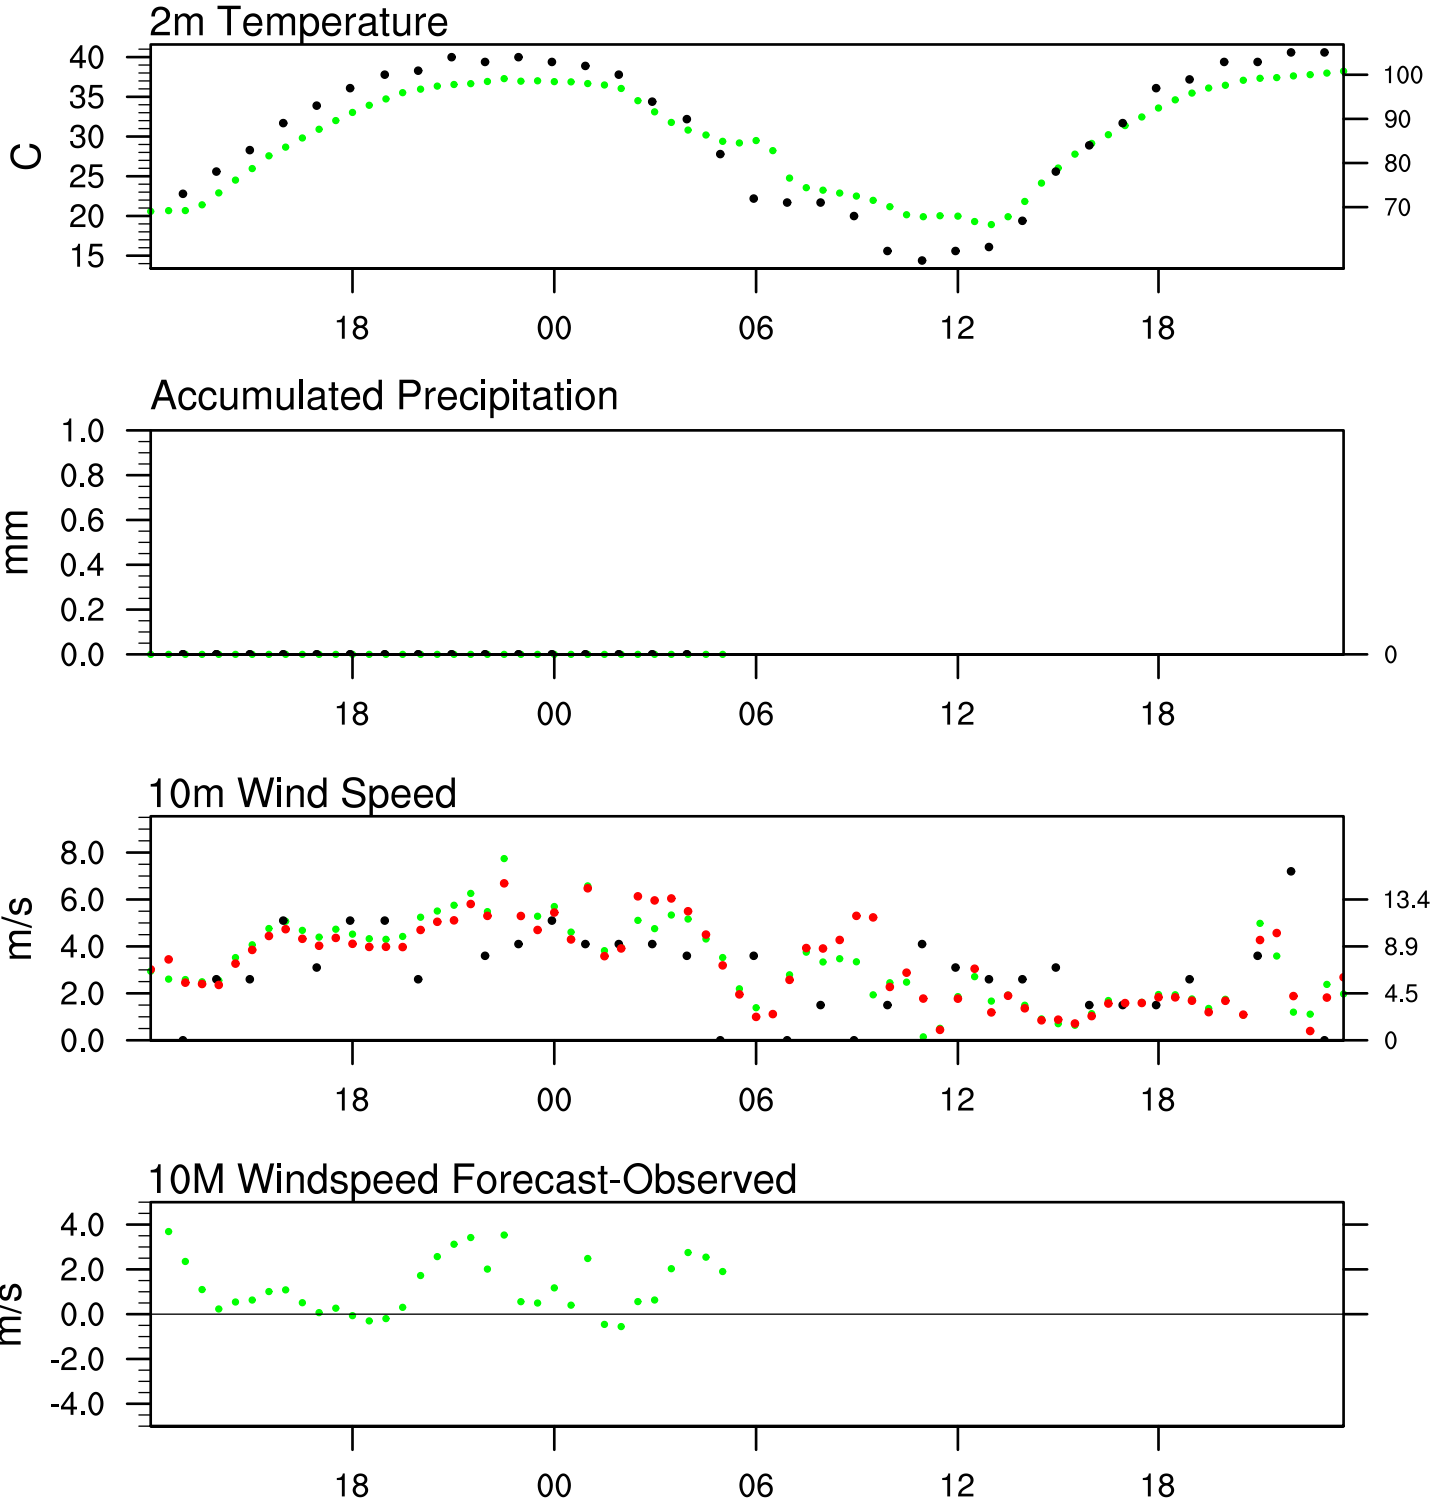 2m Temperature
40
35
30
25
20
15
C
100
90
80
70
18 00 06 12 18
Accumulated Precipitation
1.0
0.8
0.6
0.4
0.2
0.0
mm
0
18 00 06 12 18
10m Wind Speed
8.0
6.0
4.0
2.0
0.0
m/s
13.4
8.9
4.5
0
18 00 06 12 18
10M Windspeed Forecast-Observed
4.0
2.0
0.0
-2.0
-4.0
m/s
18 00 06 12 18